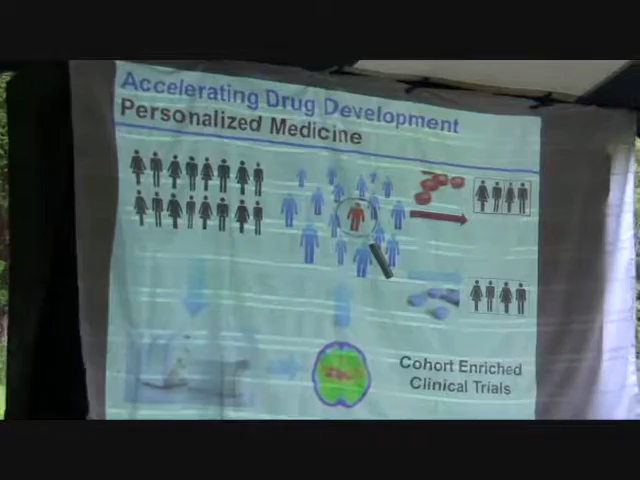 Accelerating Drug Development
Personalized Medicine
Cohort Enriched
Clinical Trials